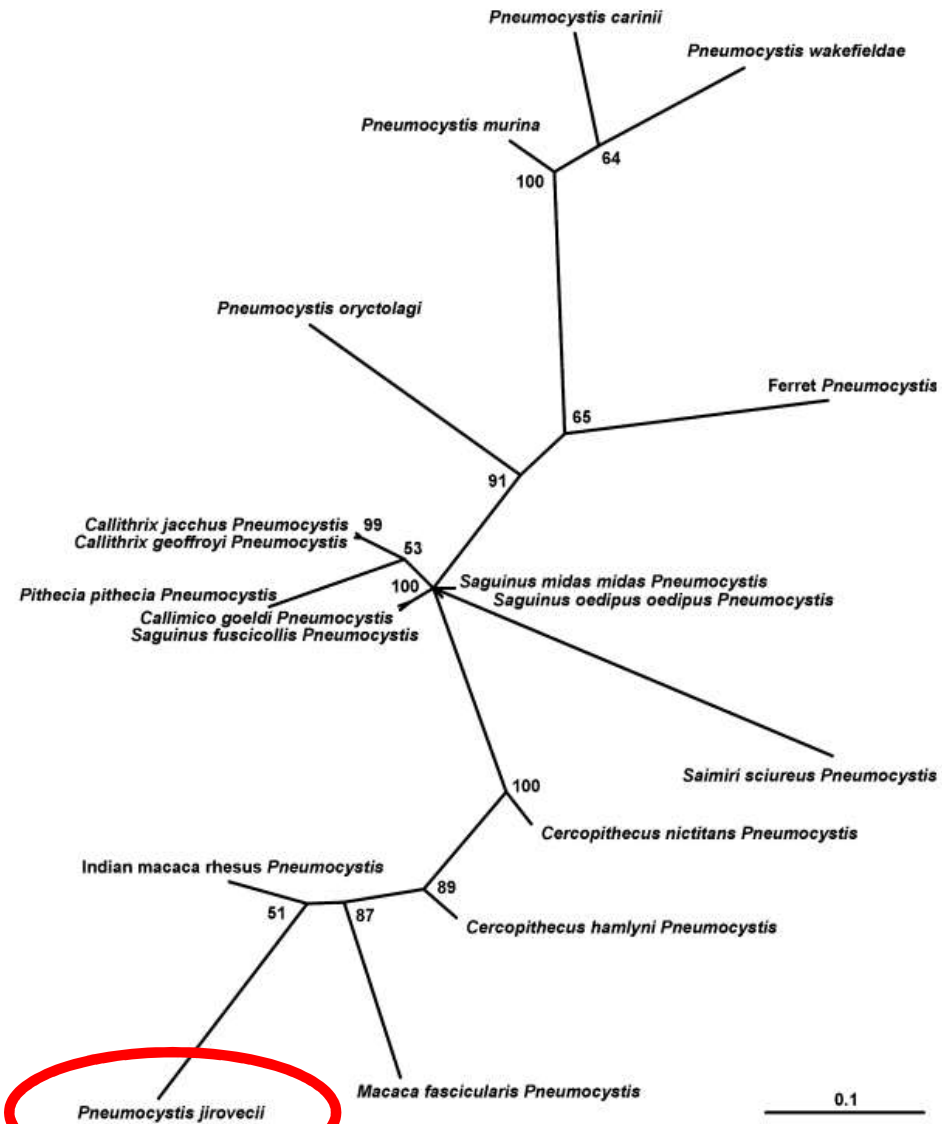 Pneumocystis carinii
Pneumocystis wakefieldae
Pneumocystis murina
64
100
Pneumocystis oryctolagi
Ferret Pneumocystis
65
91
Callithrix jacchus Pneumocystis
99
Callithrix geoffroyi Pneumocystis
53
Pithecia pithecia Pneumocystis
100
Saguinus midas midas Pneumocystis
Saguinus oedipus oedipus Pneumocystis
Callimico goeldi Pneumocystis
Saguinus fuscicollis Pneumocystis
Saimiri sciureus Pneumocystis
100
Cercopithecus nictitans Pneumocystis
Indian macaca rhesus Pneumocystis
89
51
87
Cercopithecus hamlyni Pneumocystis
Macaca fascicularis Pneumocystis
0.1
Pneumocystis jirovecii